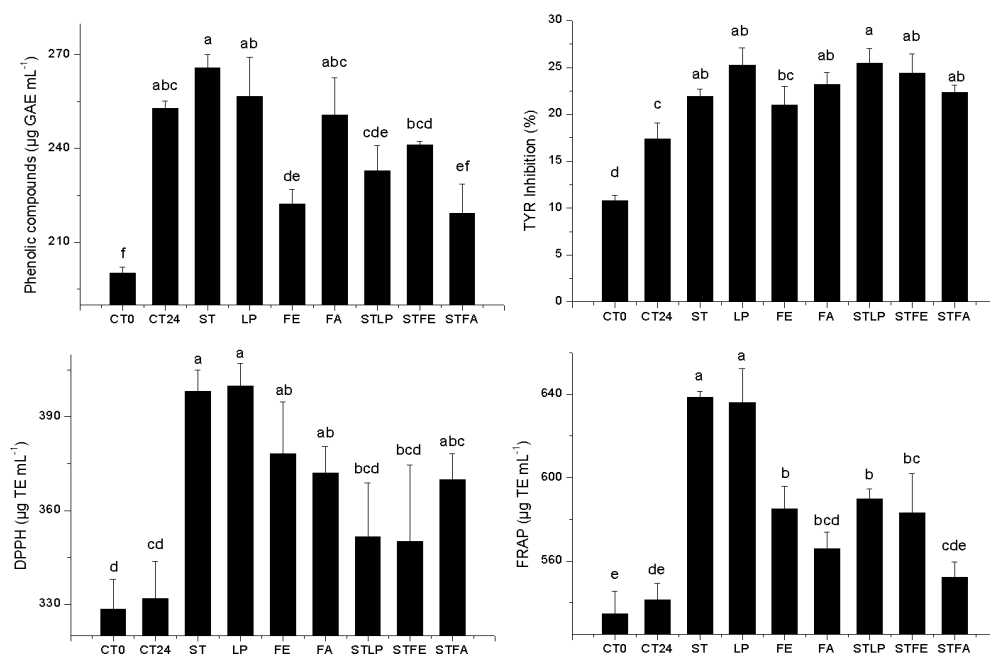 Phenolic compounds (µg GAE mL⁻¹)
270
240
210
f
abc
a
ab
de
abc
cde
bcd
ef
CT0 CT24 ST LP FE FA STLP STFE STFA
TYR Inhibition (%)
30
25
20
15
10
5
0
d
c
ab
ab
bc
ab
a
ab
ab
CT0 CT24 ST LP FE FA STLP STFE STFA
DPPH (µg TE mL⁻¹)
390
360
330
d
cd
a
a
ab
ab
bcd
bcd
abc
CT0 CT24 ST LP FE FA STLP STFE STFA
FRAP (µg TE mL⁻¹)
640
600
560
e
de
a
a
b
bcd
b
bc
cde
CT0 CT24 ST LP FE FA STLP STFE STFA